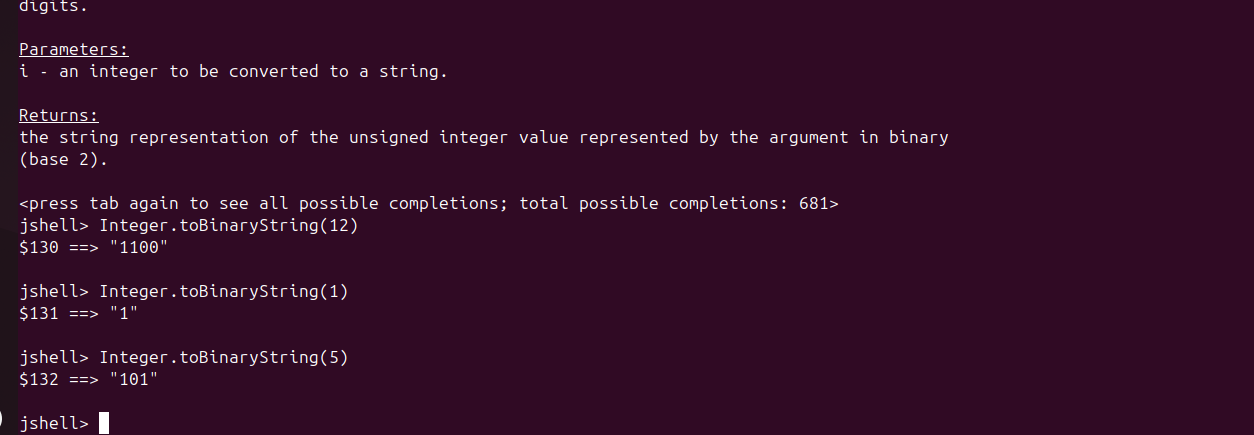 digits.
Parameters:
i - an integer to be converted to a string.
Returns:
the string representation of the unsigned integer value represented by the argument in binary
(base 2).
<press tab again to see all possible completions; total possible completions: 681>
jshell> Integer.toBinaryString(12)
$130 ==> "1100"
jshell> Integer.toBinaryString(1)
$131 ==> "1"
jshell> Integer.toBinaryString(5)
$132 ==> "101"
jshell>